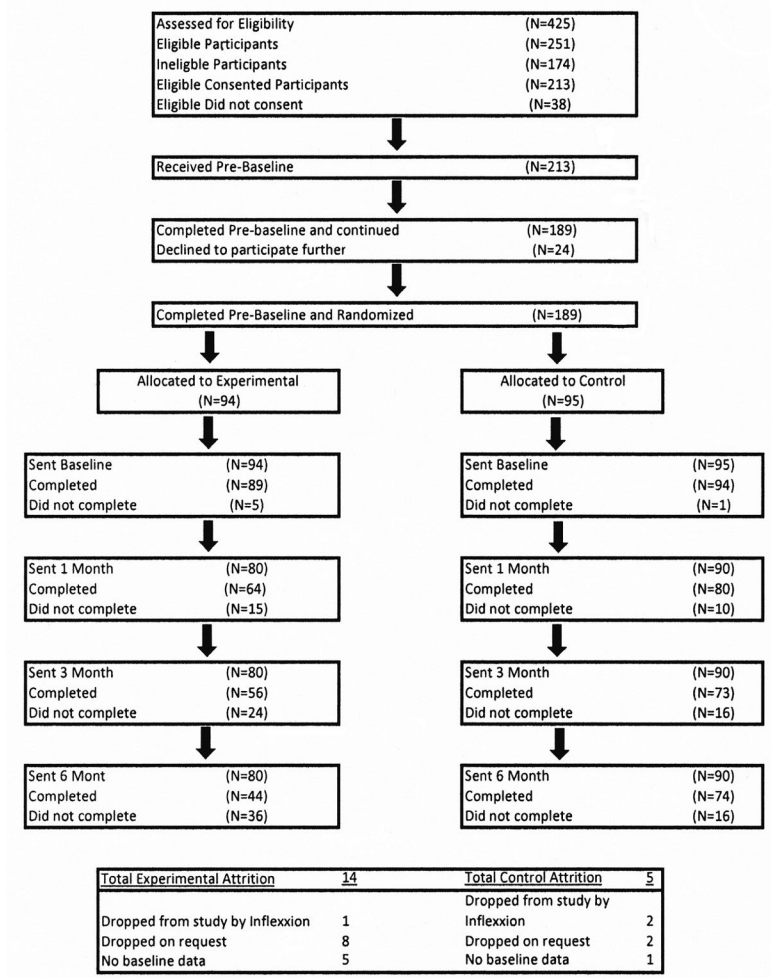 Assessed for Eligibility (N=425)
Eligible Participants (N=251)
Ineligble Participants (N=174)
Eligible Consented Participants (N=213)
Eligible Did not consent (N=38)
Received Pre-Baseline (N=213)
Completed Pre-baseline and continued (N=189)
Declined to participate further (N=24)
Completed Pre-Baseline and Randomized (N=189)
Allocated to Experimental
(N=94)
Allocated to Control
(N=95)
Sent Baseline (N=94)
Completed (N=89)
Did not complete (N=5)
Sent Baseline (N=95)
Completed (N=94)
Did not complete (N=1)
Sent 1 Month (N=80)
Completed (N=64)
Did not complete (N=15)
Sent 1 Month (N=90)
Completed (N=80)
Did not complete (N=10)
Sent 3 Month (N=80)
Completed (N=56)
Did not complete (N=24)
Sent 3 Month (N=90)
Completed (N=73)
Did not complete (N=16)
Sent 6 Mont (N=80)
Completed (N=44)
Did not complete (N=36)
Sent 6 Month (N=90)
Completed (N=74)
Did not complete (N=16)
Total Experimental Attrition 14
Dropped from study by Inflexxion 1
Dropped on request 8
No baseline data 5
Total Control Attrition 5
Dropped from study by
Inflexxion 2
Dropped on request 2
No baseline data 1